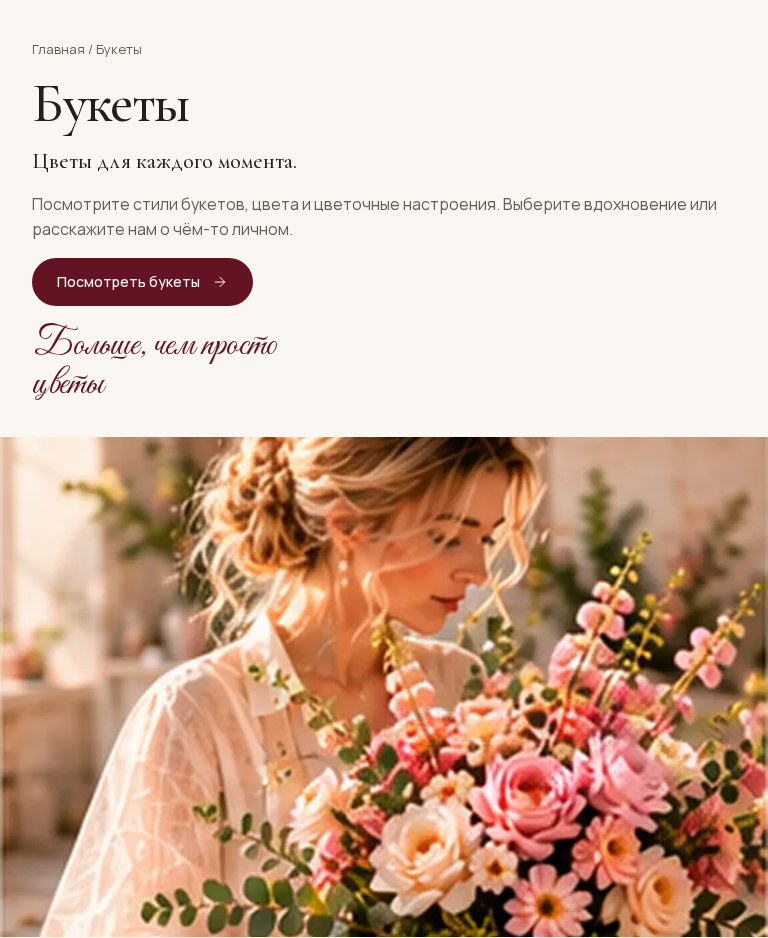 Главная / Букеты
Букеты
Цветы для каждого момента.
Посмотрите стили букетов, цвета и цветочные настроения. Выберите вдохновение или
расскажите нам о чём-то личном.
Посмотреть букеты →
Больше, чем просто
цветы